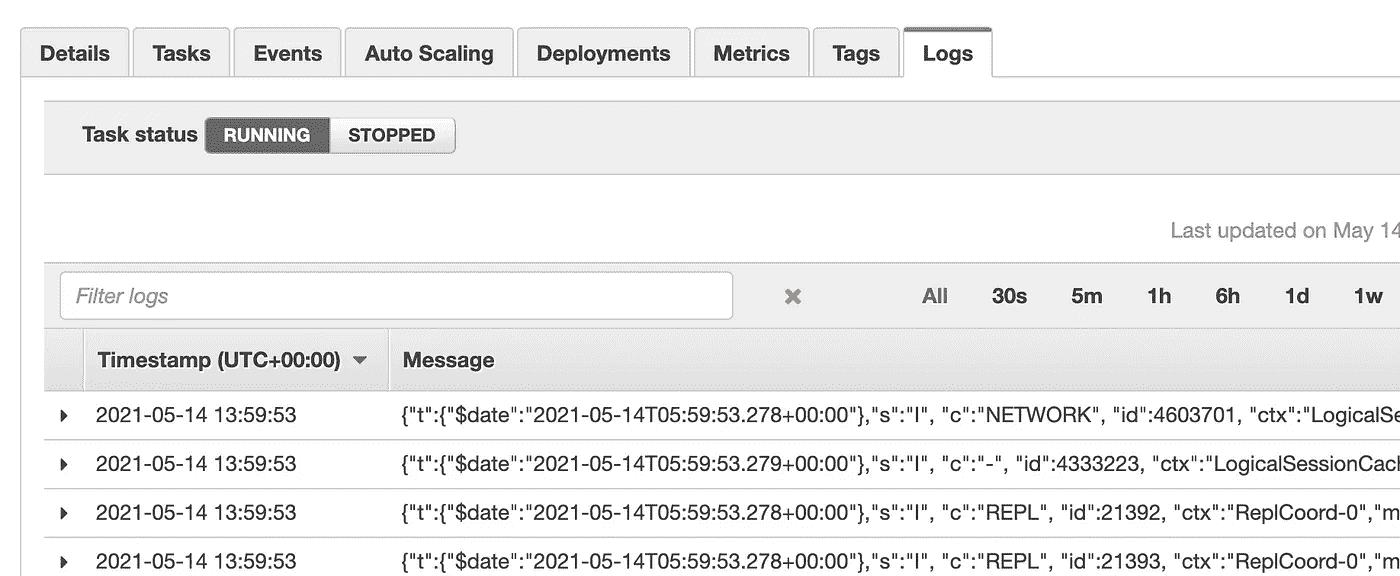 Details Tasks Events Auto Scaling Deployments Metrics Tags Logs
Task status RUNNING STOPPED
Last updated on May 14
Filter logs All 30s 5m 1h 6h 1d 1w
Timestamp (UTC+00:00) Message
2021-05-14 13:59:53 {"t":{"$date":"2021-05-14T05:59:53.278+00:00"},"s":"I", "c":"NETWORK", "id":4603701, "ctx":"LogicalSe
2021-05-14 13:59:53 {"t":{"$date":"2021-05-14T05:59:53.279+00:00"},"s":"I", "c":"-", "id":4333223, "ctx":"LogicalSessionCach
2021-05-14 13:59:53 {"t":{"$date":"2021-05-14T05:59:53.278+00:00"},"s":"I", "c":"REPL", "id":21392, "ctx":"ReplCoord-0","m
2021-05-14 13:59:53 {"t":{"$date":"2021-05-14T05:59:53.278+00:00"},"s":"I", "c":"REPL", "id":21393, "ctx":"ReplCoord-0","m